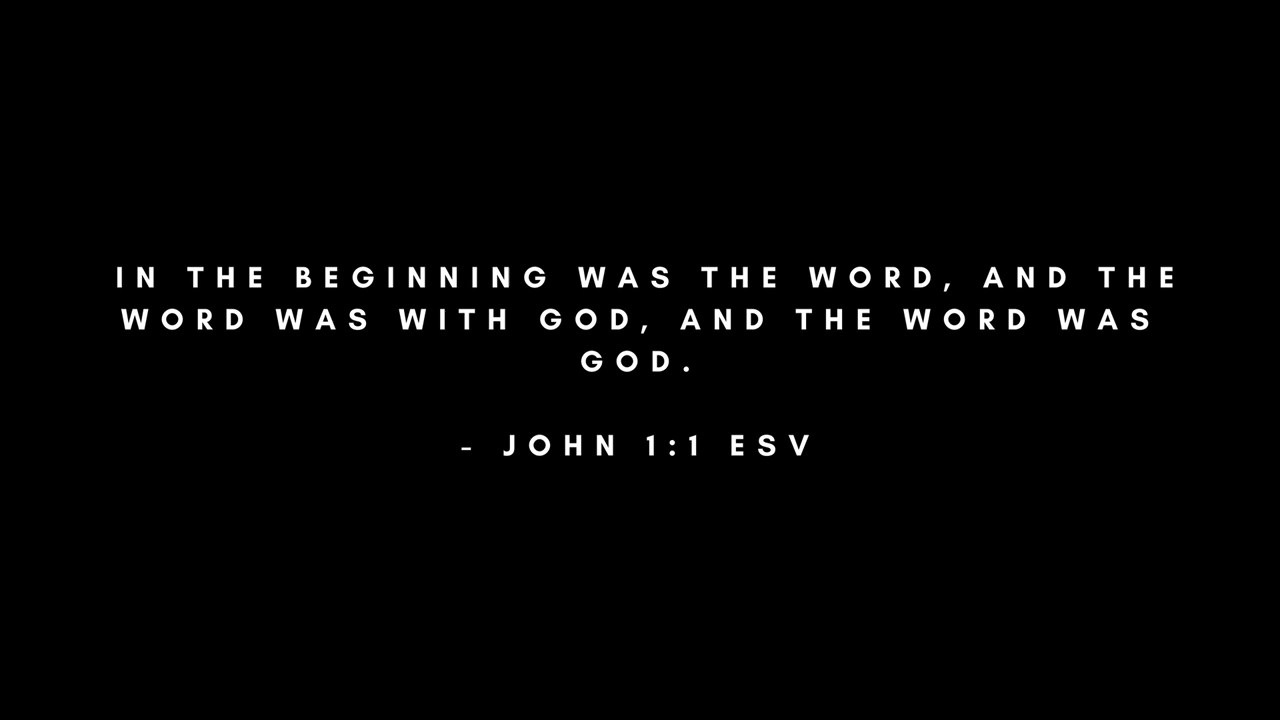 IN THE BEGINNING WAS THE WORD, AND THE
WORD WAS WITH GOD, AND THE WORD WAS
GOD.
- JOHN 1:1 ESV